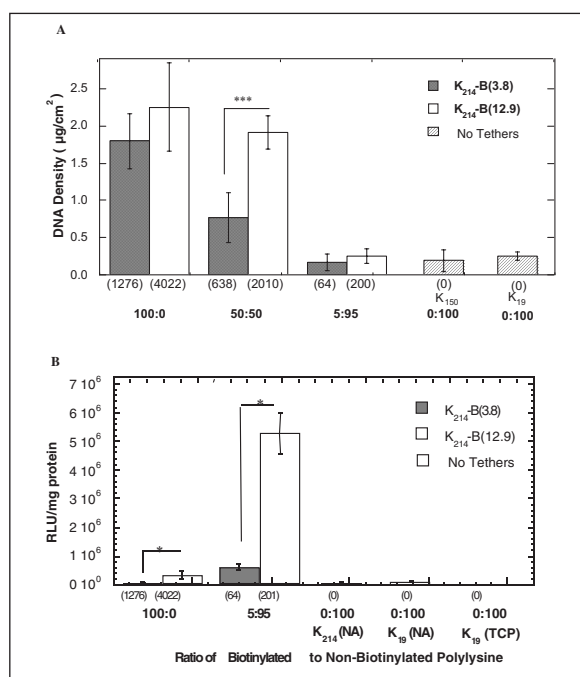 A
K214-B(3.8)
K214-B(12.9)
No Tethers
***
DNA Density ( µg/cm2)
2.5
2.0
1.5
1.0
0.5
0.0
(1276) (4022) (638) (2010) (64) (200) (0) (0)
K150 K19
100:0 50:50 5:95 0:100 0:100
B
7 10^6
6 10^6
5 10^6
4 10^6
3 10^6
2 10^6
1 10^6
0 10^0
RLU/mg protein
K214-B(3.8)
K214-B(12.9)
No Tethers
*
*
(1276) (4022) (64) (201) (0) (0) (0)
100:0 5:95 0:100 0:100 0:100
K214(NA) K19(NA) K19(TCP)
Ratio of Biotinylated to Non-Biotinylated Polylysine